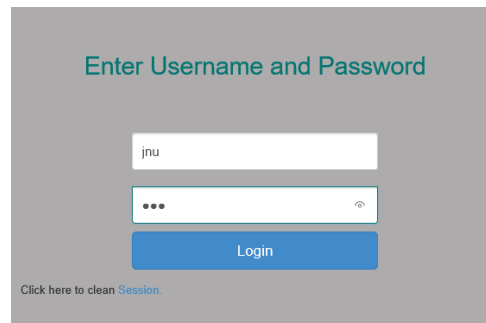 Enter Username and Password
jnu
•••
Login
Click here to clean Session.